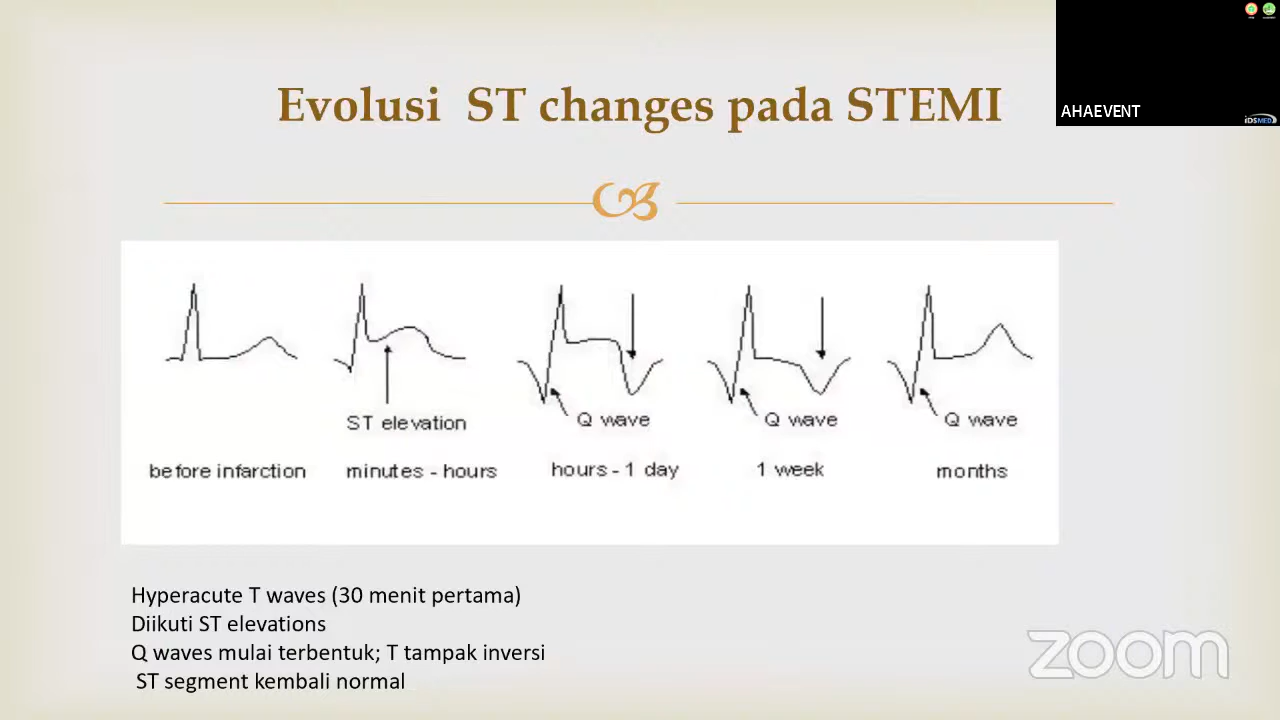 Evolusi ST changes pada STEMI
AHAEVENT
iDSMED
ST elevation
Q wave
Q wave
Q wave
before infarction
minutes - hours
hours - 1 day
1 week
months
Hyperacute T waves (30 menit pertama)
Diikuti ST elevations
Q waves mulai terbentuk; T tampak inversi
ST segment kembali normal
zoom